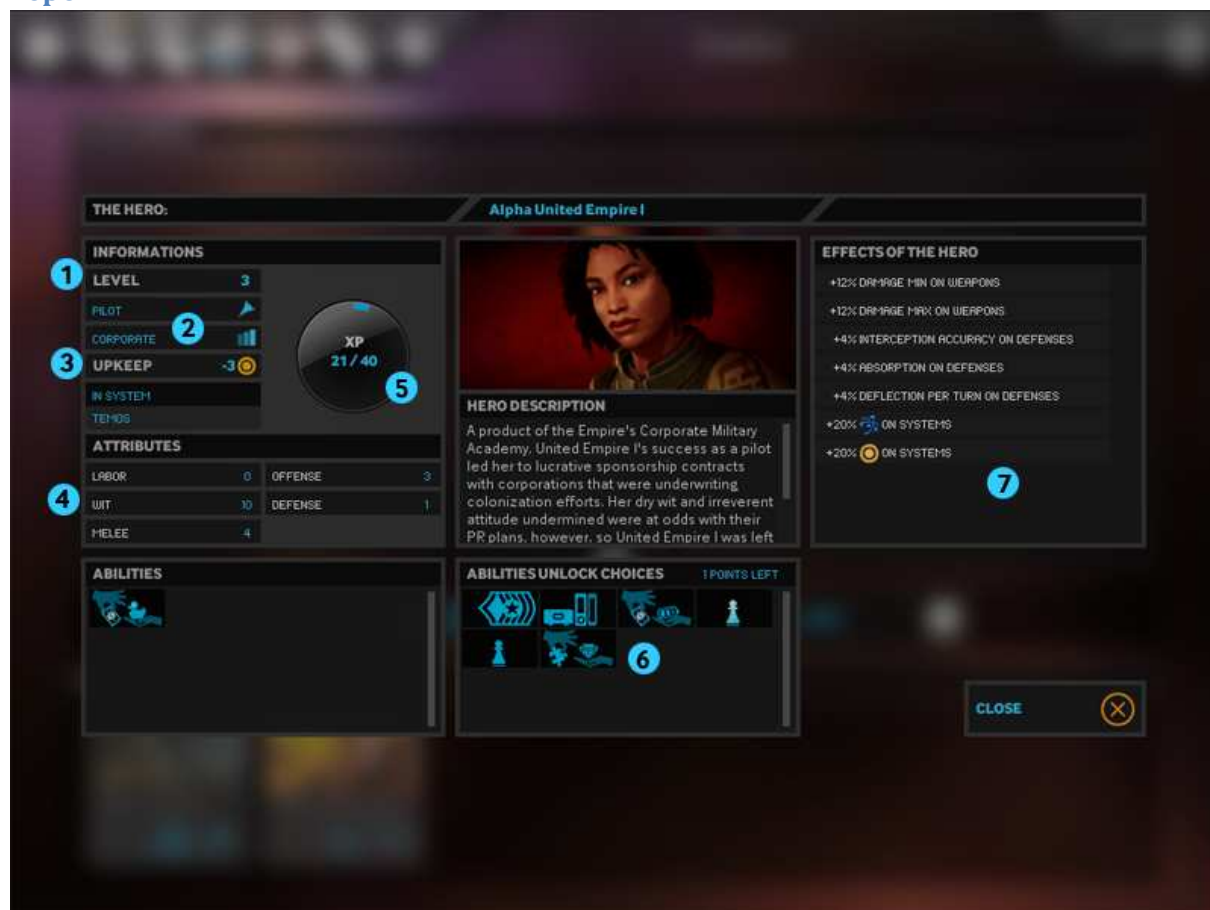 THE HERO:
Alpha United Empire I
INFORMATIONS
1
LEVEL 3
PILOT
2
CORPORATE
3
UPKEEP -3
IN SYSTEM
TEMOS
XP
21/40
5
ATTRIBUTES
LABOR 0 OFFENSE 3
4
WIT 10 DEFENSE 1
MELEE 4
HERO DESCRIPTION
A product of the Empire's Corporate Military
Academy, United Empire I's success as a pilot
led her to lucrative sponsorship contracts
with corporations that were underwriting
colonization efforts. Her dry wit and irreverent
attitude undermined were at odds with their
PR plans, however, so United Empire I was left
EFFECTS OF THE HERO
+12% DAMAGE MIN ON WEAPONS
+12% DAMAGE MAX ON WEAPONS
+4% INTERCEPTION ACCURACY ON DEFENSES
+4% ABSORPTION ON DEFENSES
+4% DEFLECTION PER TURN ON DEFENSES
+20% ON SYSTEMS
+20% ON SYSTEMS
7
ABILITIES
ABILITIES UNLOCK CHOICES 1 POINTS LEFT
6
CLOSE